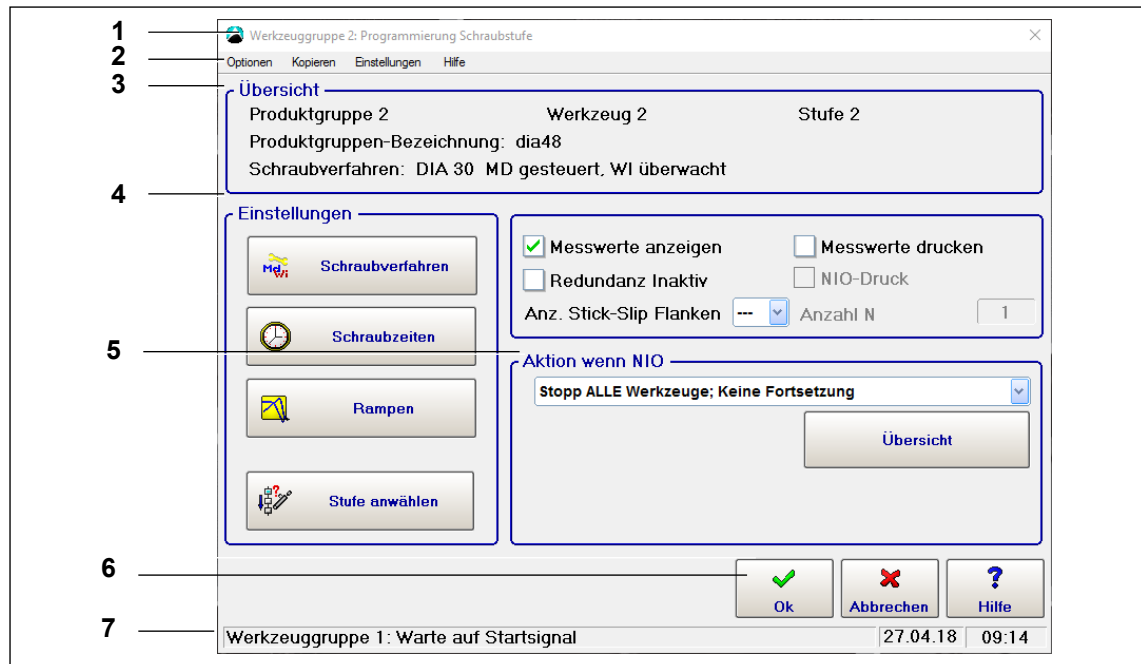 1
Werkzeuggruppe 2: Programmierung Schraubstufe
2
Optionen Kopieren Einstellungen Hilfe
3
Übersicht
Produktgruppe 2 Werkzeug 2 Stufe 2
Produktgruppen-Bezeichnung: dia48
Schraubverfahren: DIA 30 MD gesteuert, WI überwacht
4
Einstellungen
Md Wi
Schraubverfahren
Schraubzeiten
Rampen
Stufe anwählen
Messwerte anzeigen Messwerte drucken
Redundanz Inaktiv NIO-Druck
Anz. Stick-Slip Flanken --- Anzahl N 1
5
Aktion wenn NIO
Stopp ALLE Werkzeuge; Keine Fortsetzung
Übersicht
6
Ok Abbrechen Hilfe
7
Werkzeuggruppe 1: Warte auf Startsignal 27.04.18 09:14